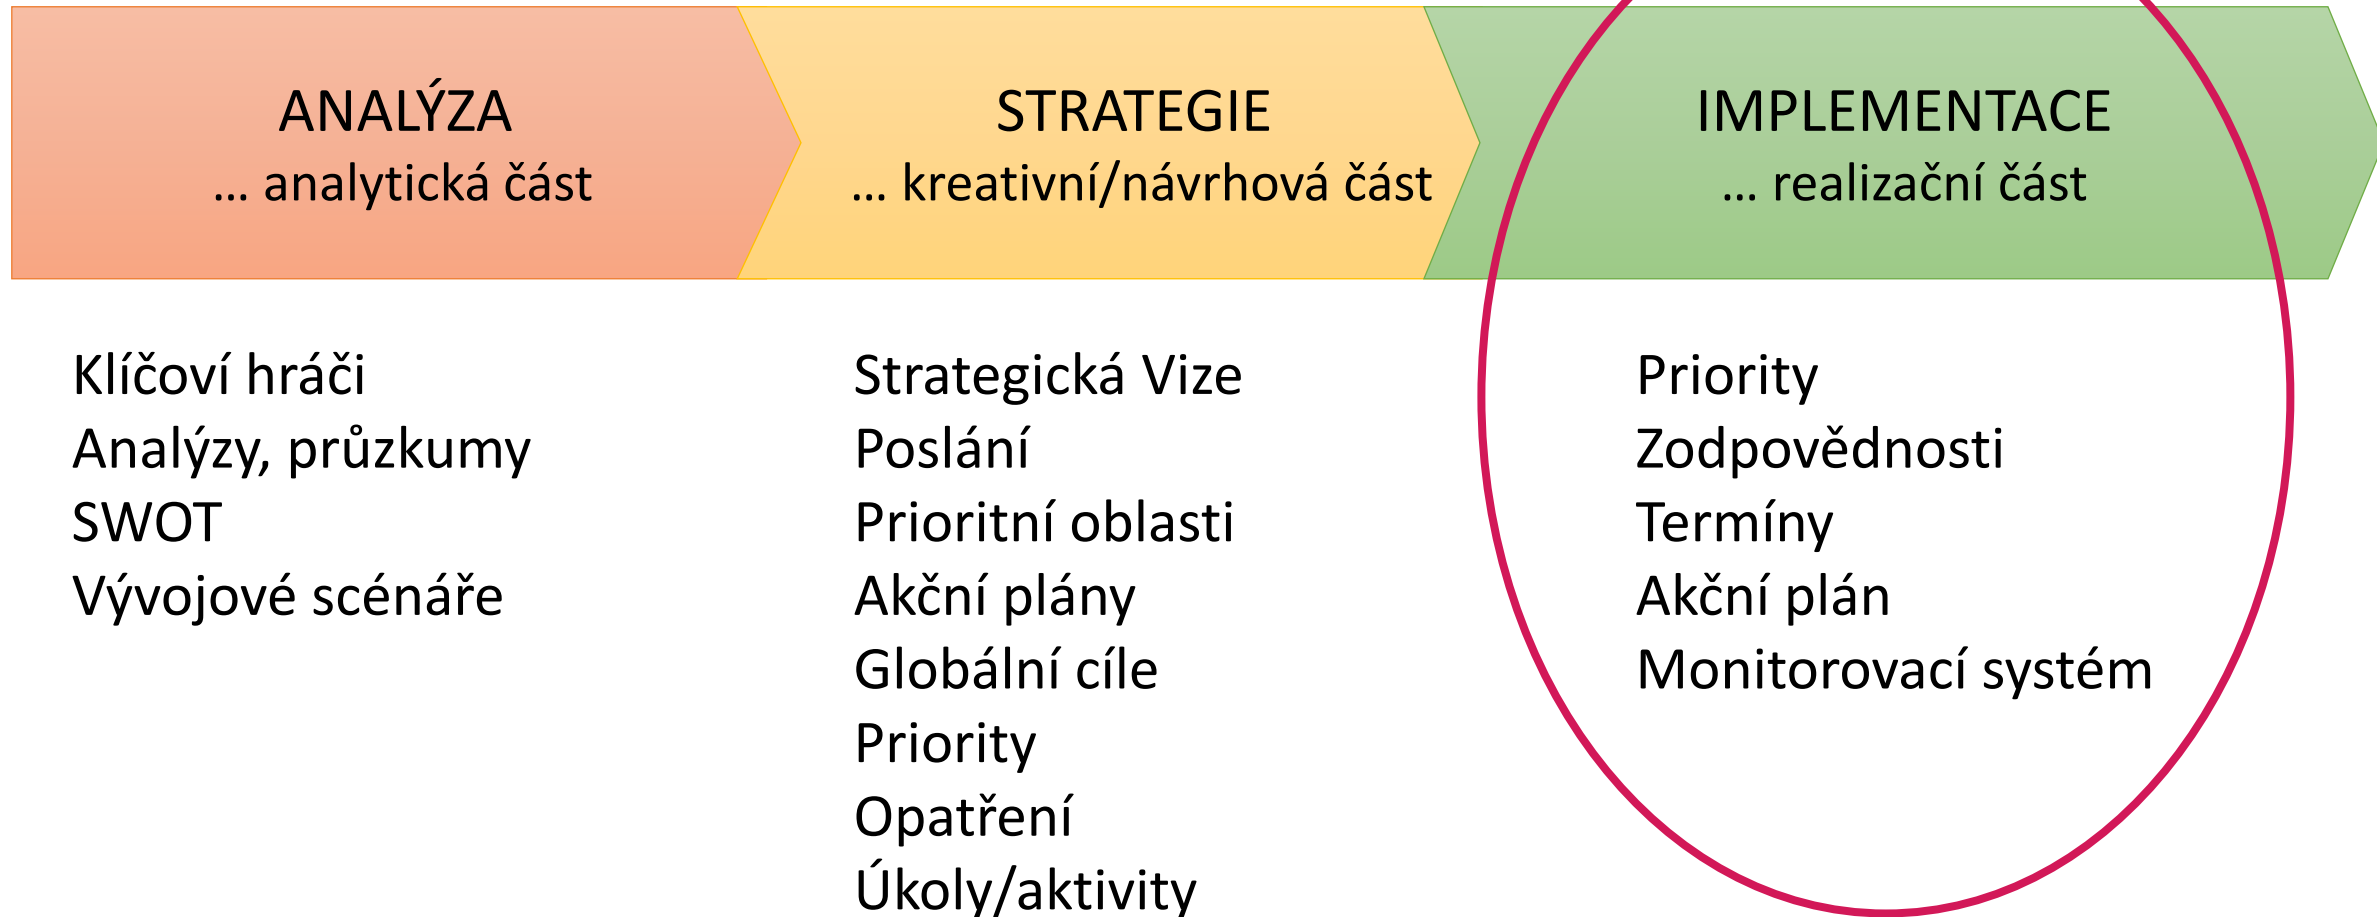 ANALÝZA
... analytická část
STRATEGIE
... kreativní/návrhová část
IMPLEMENTACE
... realizační část
Klíčoví hráči
Analýzy, průzkumy
SWOT
Vývojové scénáře
Strategická Vize
Poslání
Prioritní oblasti
Akční plány
Globální cíle
Priority
Opatření
Úkoly/aktivity
Priority
Zodpovědnosti
Termíny
Akční plán
Monitorovací systém